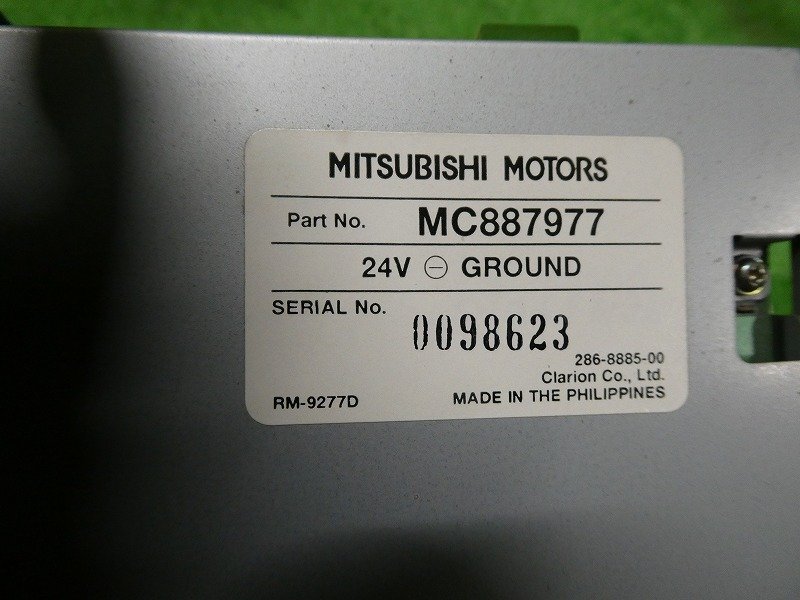 MITSUBISHI MOTORS
Part No. MC887977
24V ⊖ GROUND
SERIAL No. 0098623
286-8885-00
Clarion Co., Ltd.
RM-9277D MADE IN THE PHILIPPINES